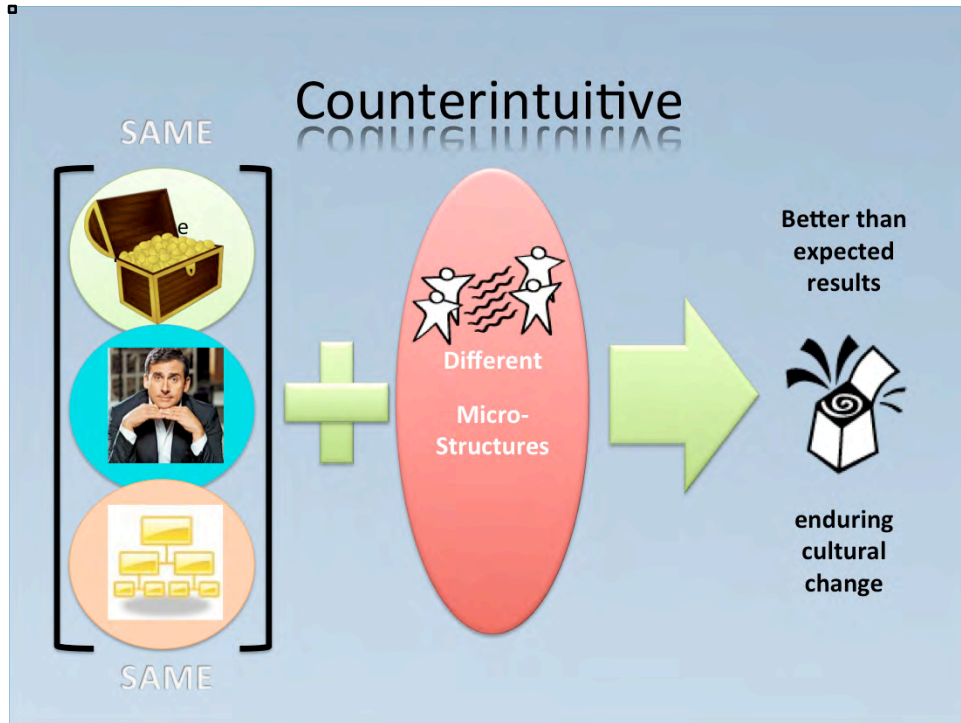 Counterintuitive
SAME
Different
Micro-
Structures
Better than
expected
results
enduring
cultural
change
SAME